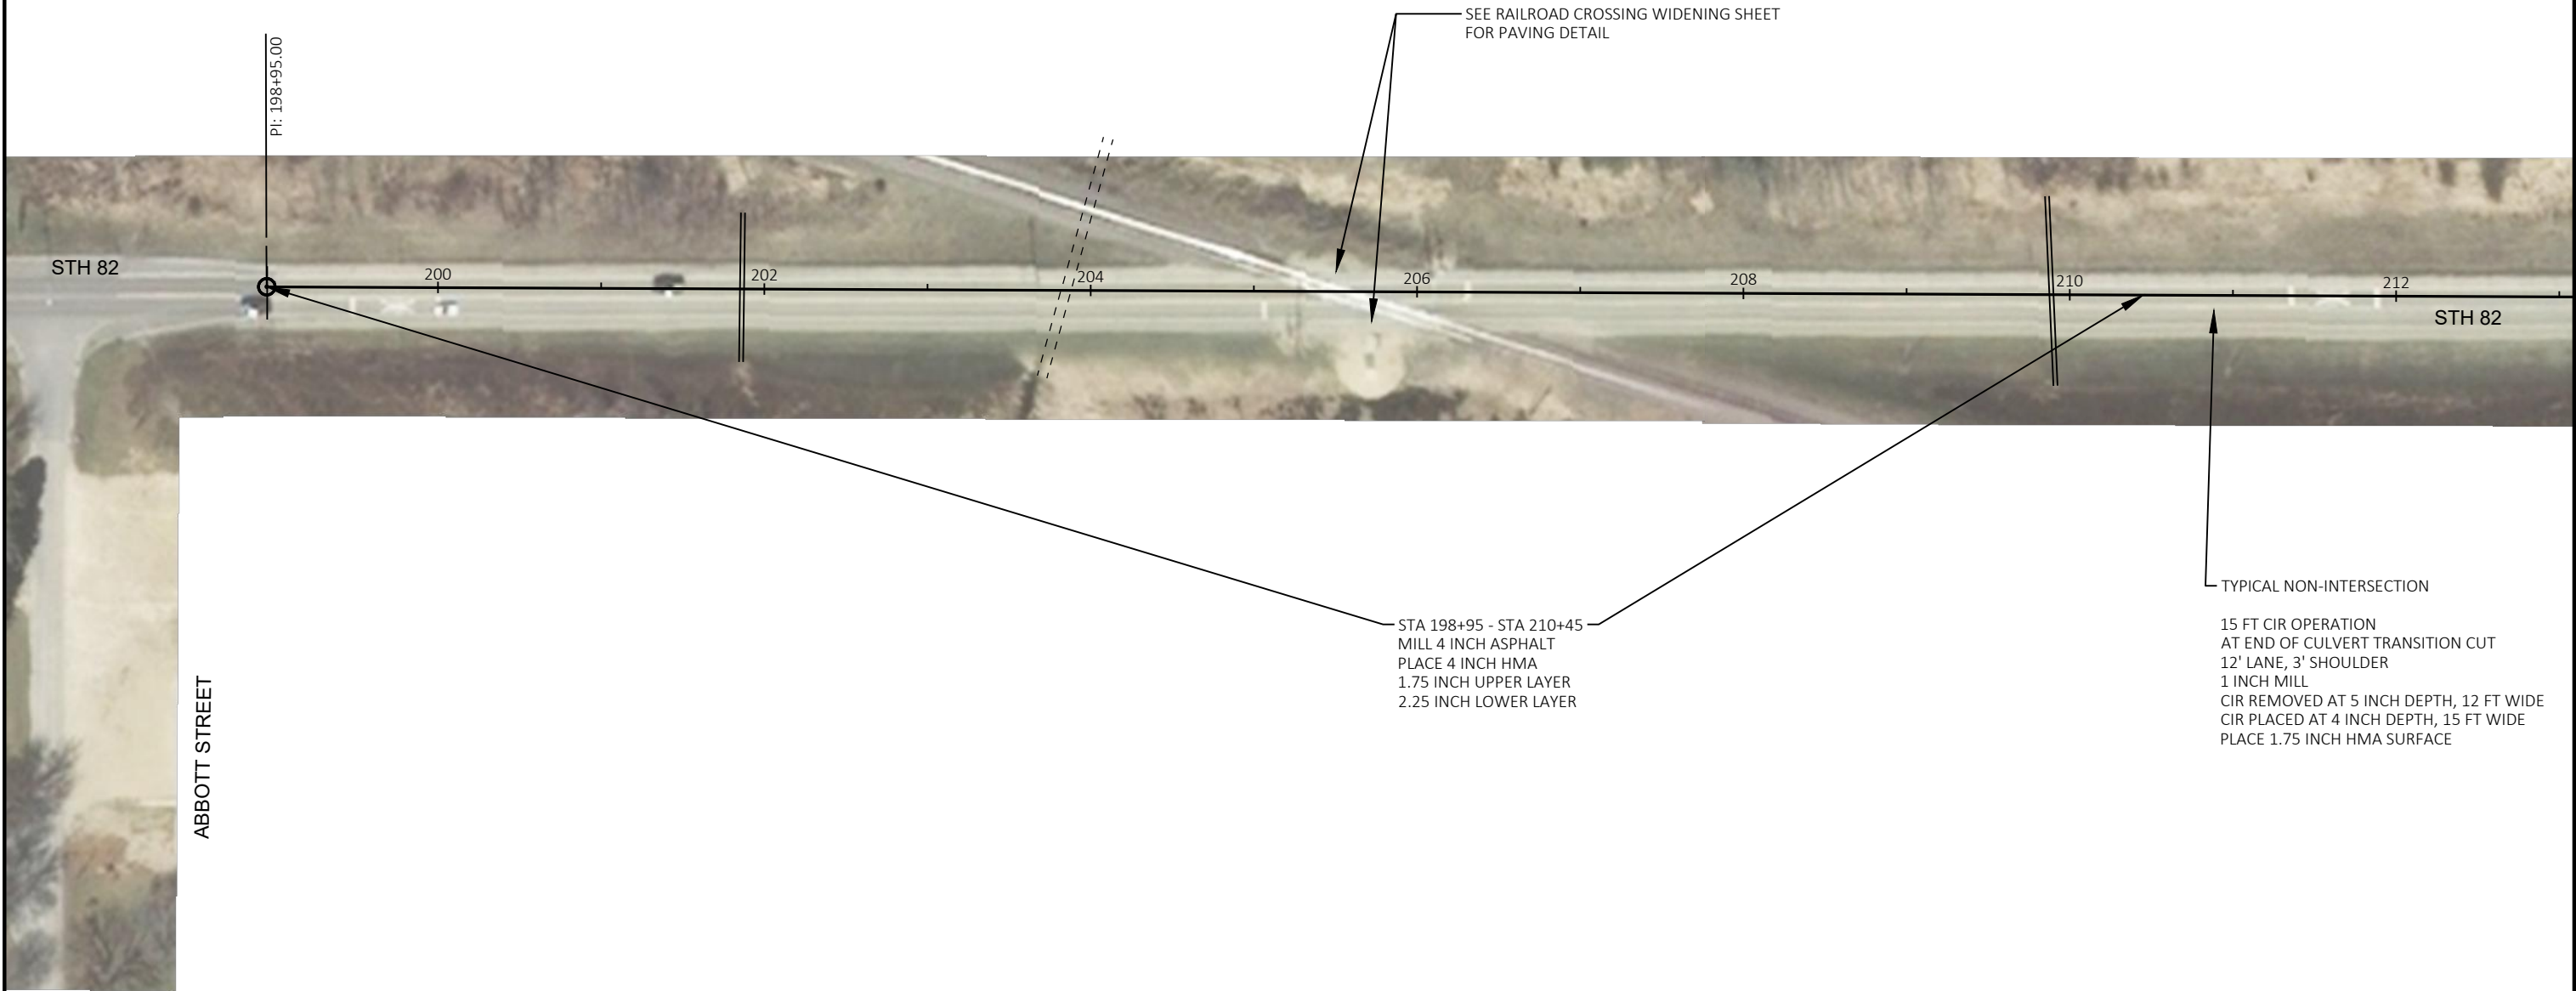 SEE RAILROAD CROSSING WIDENING SHEET
FOR PAVING DETAIL
PI: 198+95.00
STH 82
200
202
204
206
208
210
212
STH 82
TYPICAL NON-INTERSECTION
15 FT CIR OPERATION
AT END OF CULVERT TRANSITION CUT
12' LANE, 3' SHOULDER
1 INCH MILL
CIR REMOVED AT 5 INCH DEPTH, 12 FT WIDE
CIR PLACED AT 4 INCH DEPTH, 15 FT WIDE
PLACE 1.75 INCH HMA SURFACE
STA 198+95 - STA 210+45
MILL 4 INCH ASPHALT
PLACE 4 INCH HMA
1.75 INCH UPPER LAYER
2.25 INCH LOWER LAYER
ABBOTT STREET